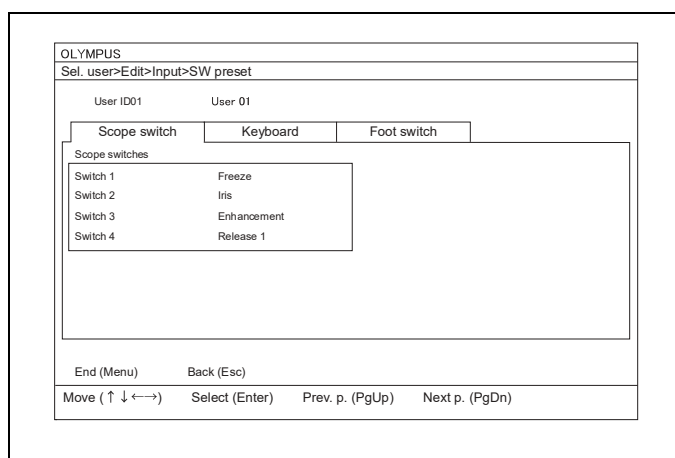 OLYMPUS
Sel. user>Edit>Input>SW preset
User ID01 User 01
Scope switch Keyboard Foot switch
Scope switches
Switch 1 Freeze
Switch 2 Iris
Switch 3 Enhancement
Switch 4 Release 1
End (Menu) Back (Esc)
Move (↑↓←→) Select (Enter) Prev. p. (PgUp) Next p. (PgDn)